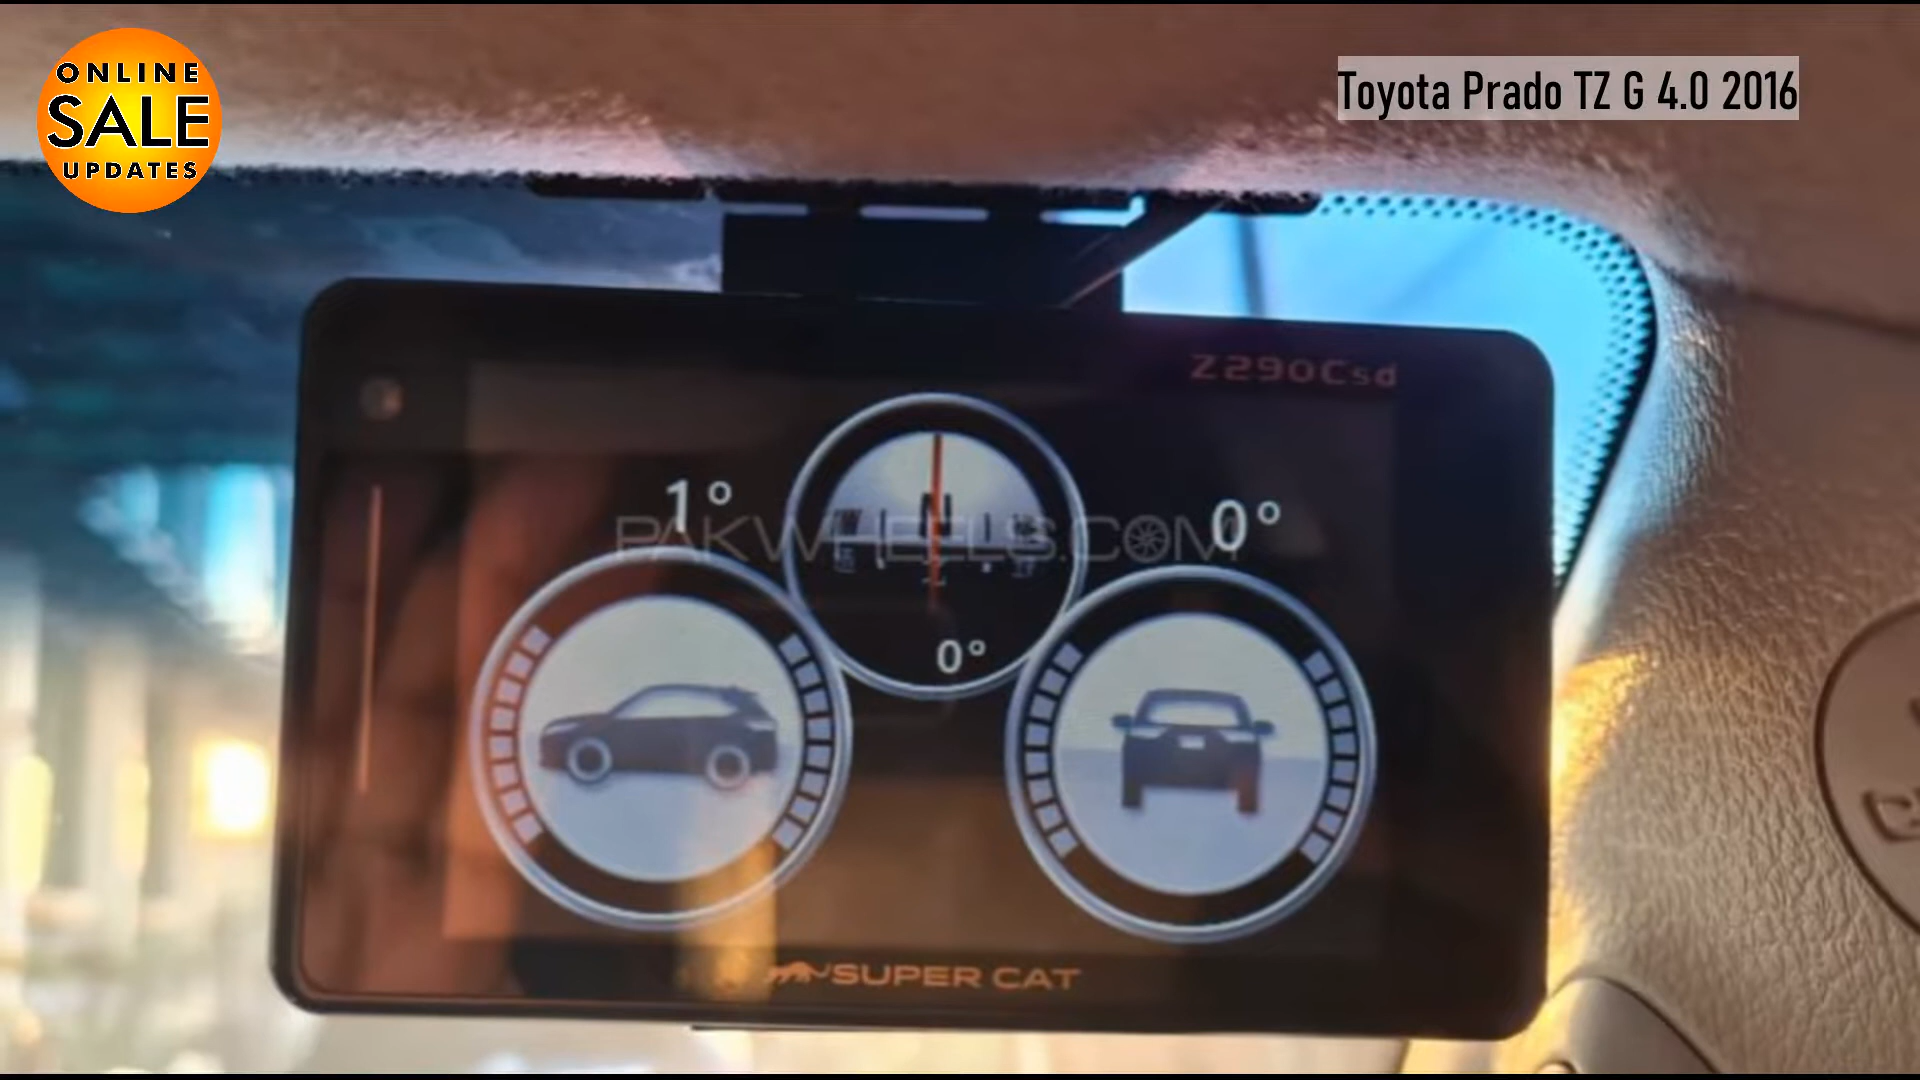 ONLINE
SALE
UPDATES
Toyota Prado TZ G 4.0 2016
Z290Csd
1°
0°
PAKWHEELS.COM
N
0°
SUPER CAT